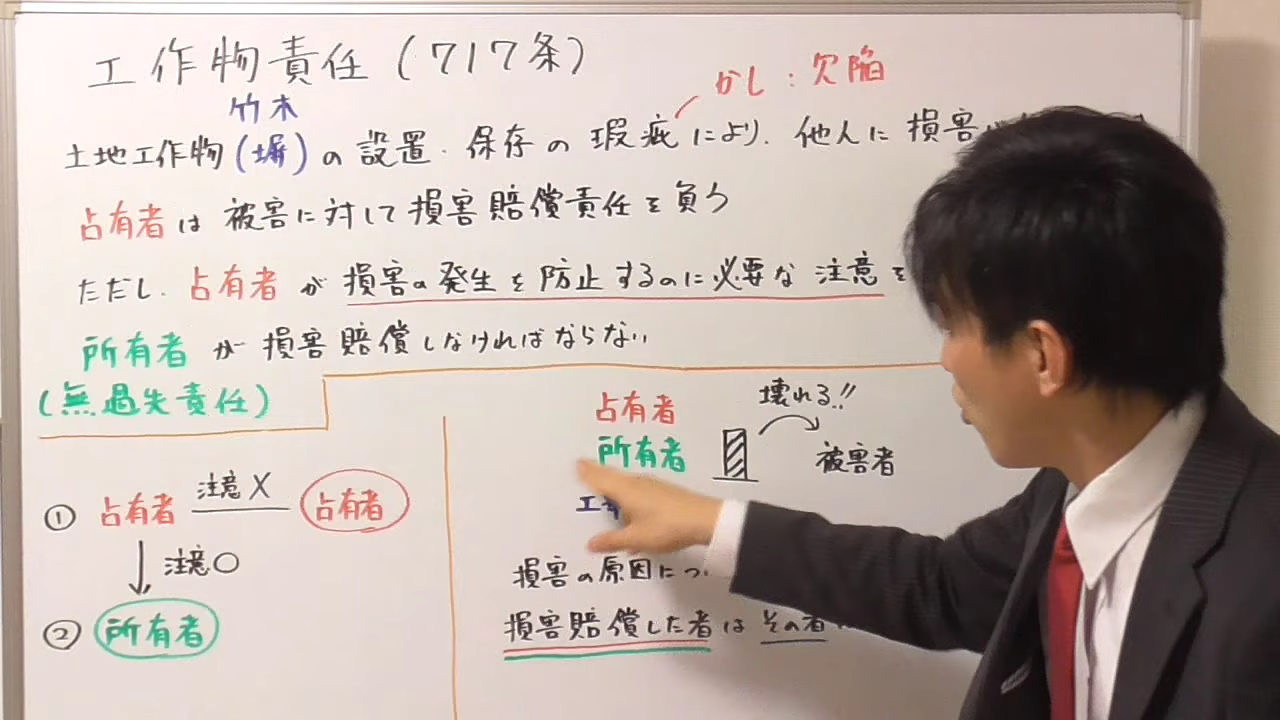 工作物責任(717条)
かし:欠陥
竹木
土地工作物(塀)の設置・保存の瑕疵により、他人に損害
占有者は被害に対して損害賠償責任を負う
ただし、占有者が損害の発生を防止するのに必要な注意を
所有者が損害賠償しなければならない
(無過失責任)
① 占有者 注意X 占有者
注意○
② 所有者
占有者 壊れる!!
所有者 被害者
工
損害の原因につ
損害賠償した者はその者